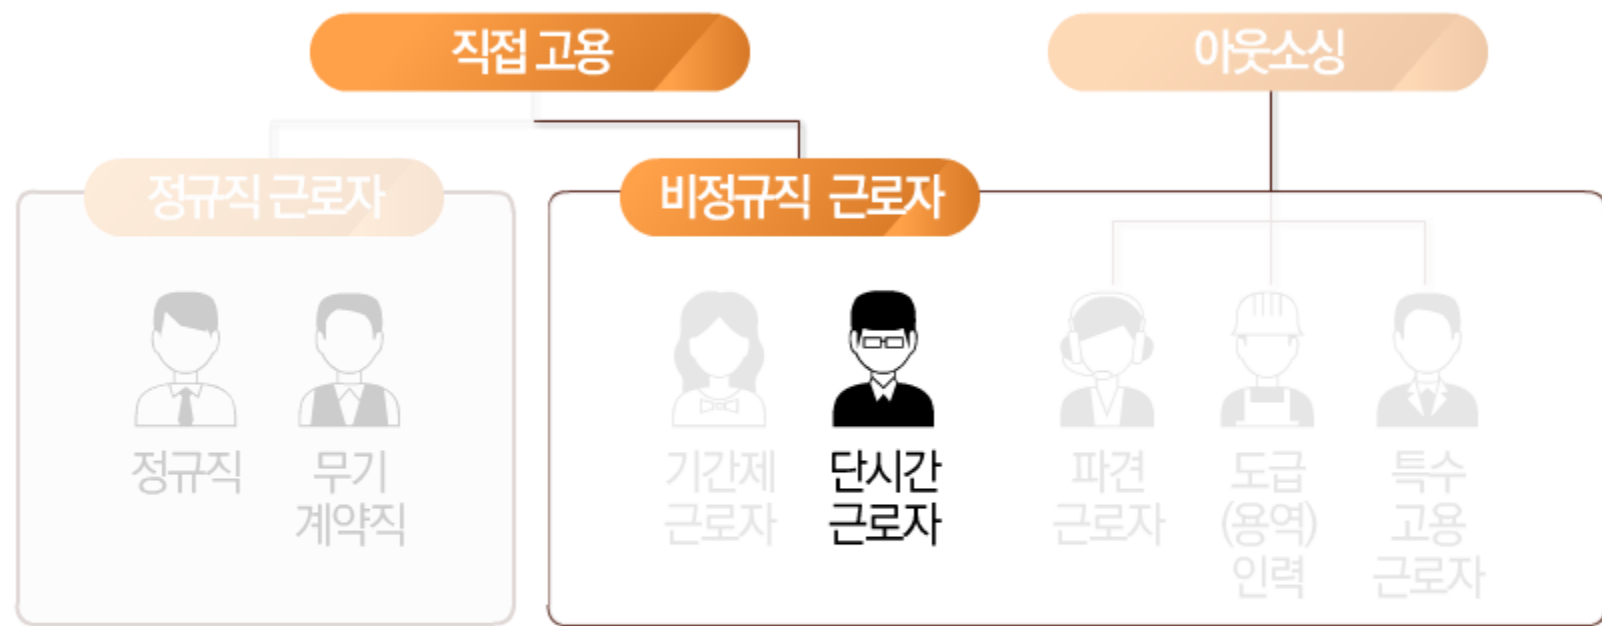 직접 고용
아웃소싱
정규직 근로자
비정규직 근로자
정규직
무기
계약직
기간제
근로자
단시간
근로자
파견
근로자
도급
(용역)
인력
특수
고용
근로자